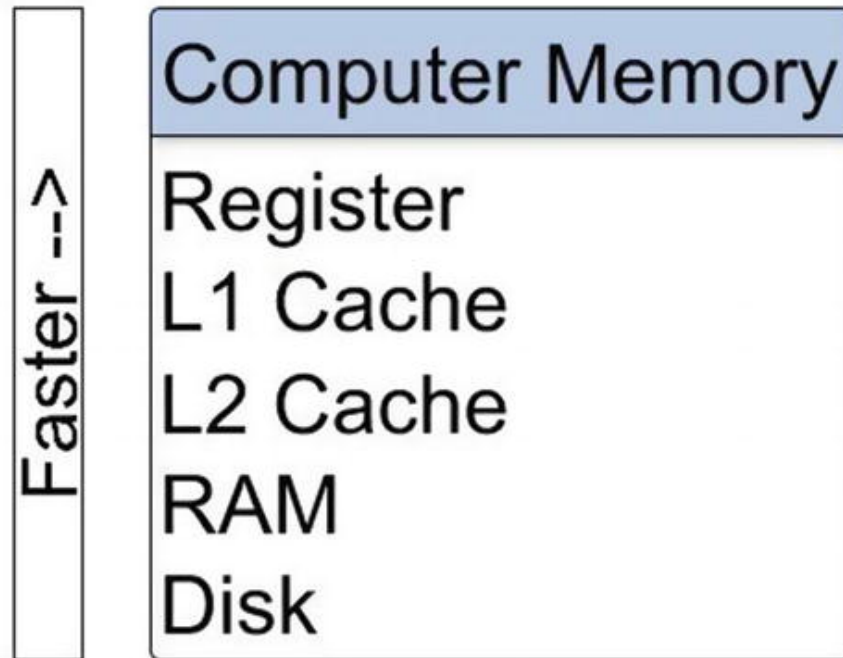 Faster -->
Computer Memory
Register
L1 Cache
L2 Cache
RAM
Disk